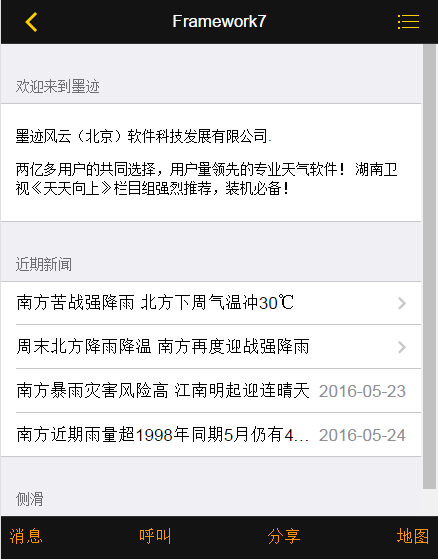 Framework7
欢迎来到墨迹
墨迹风云（北京）软件科技发展有限公司.
两亿多用户的共同选择，用户量领先的专业天气软件！ 湖南卫
视《天天向上》栏目组强烈推荐，装机必备！
近期新闻
南方苦战强降雨 北方下周气温冲30℃
周末北方降雨降温 南方再度迎战强降雨
南方暴雨灾害风险高 江南明起迎连晴天 2016-05-23
南方近期雨量超1998年同期5月仍有4... 2016-05-24
侧滑
消息 呼叫 分享 地图